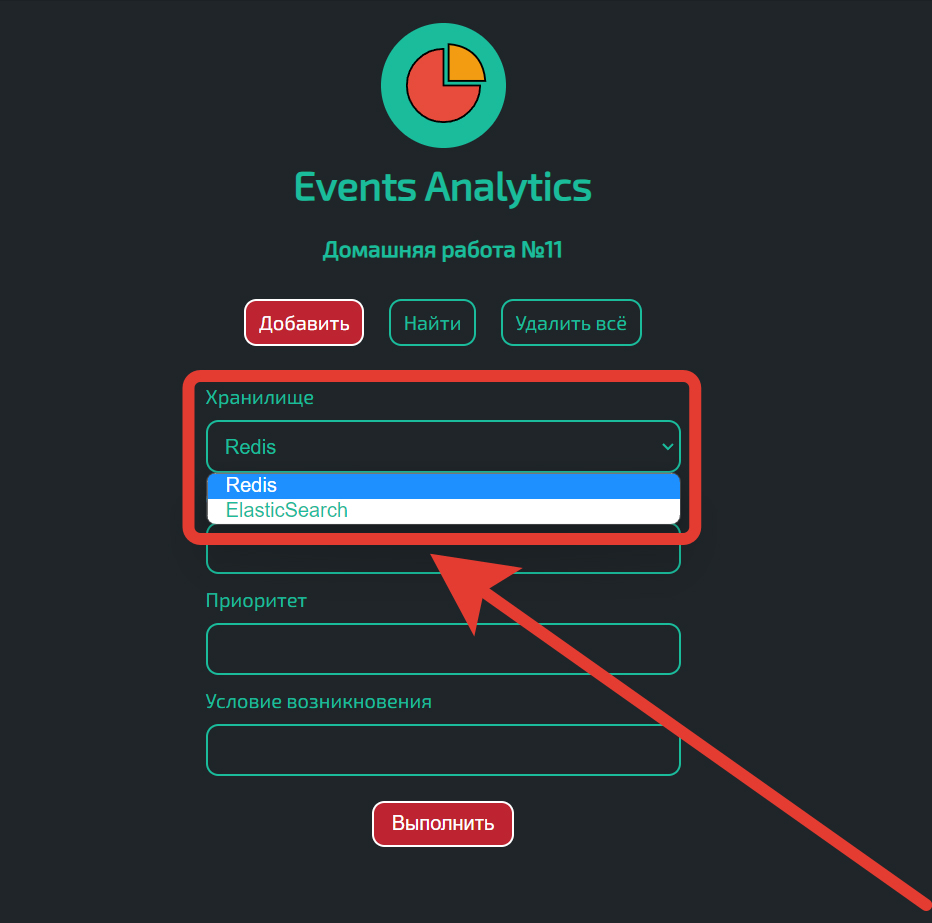 Events Analytics
Домашняя работа №11
Добавить Найти Удалить всё
Хранилище
Redis
Redis
ElasticSearch
Приоритет
Условие возникновения
Выполнить